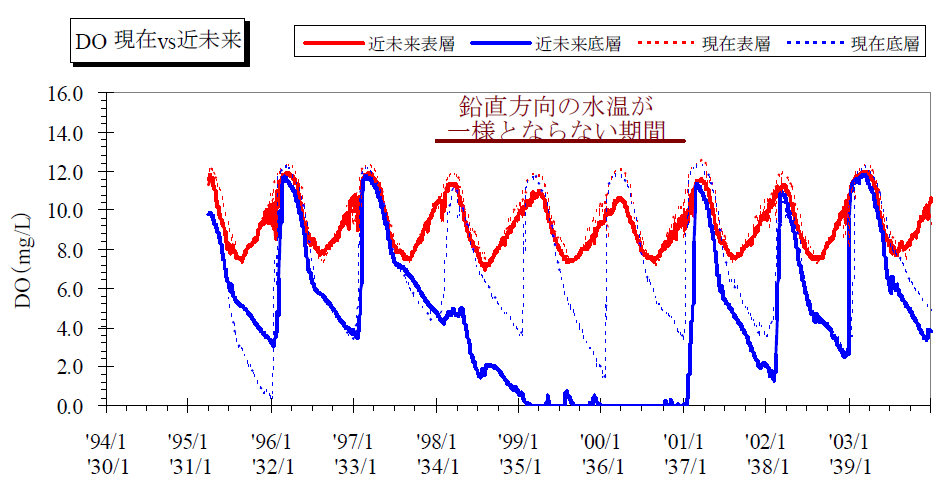 DO 現在vs近未来
近未来表層 近未来底層 現在表層 現在底層
鉛直方向の水温が
一様とならない期間
DO（mg/L）
16.0
14.0
12.0
10.0
8.0
6.0
4.0
2.0
0.0
'94/1 '95/1 '96/1 '97/1 '98/1 '99/1 '00/1 '01/1 '02/1 '03/1
'30/1 '31/1 '32/1 '33/1 '34/1 '35/1 '36/1 '37/1 '38/1 '39/1